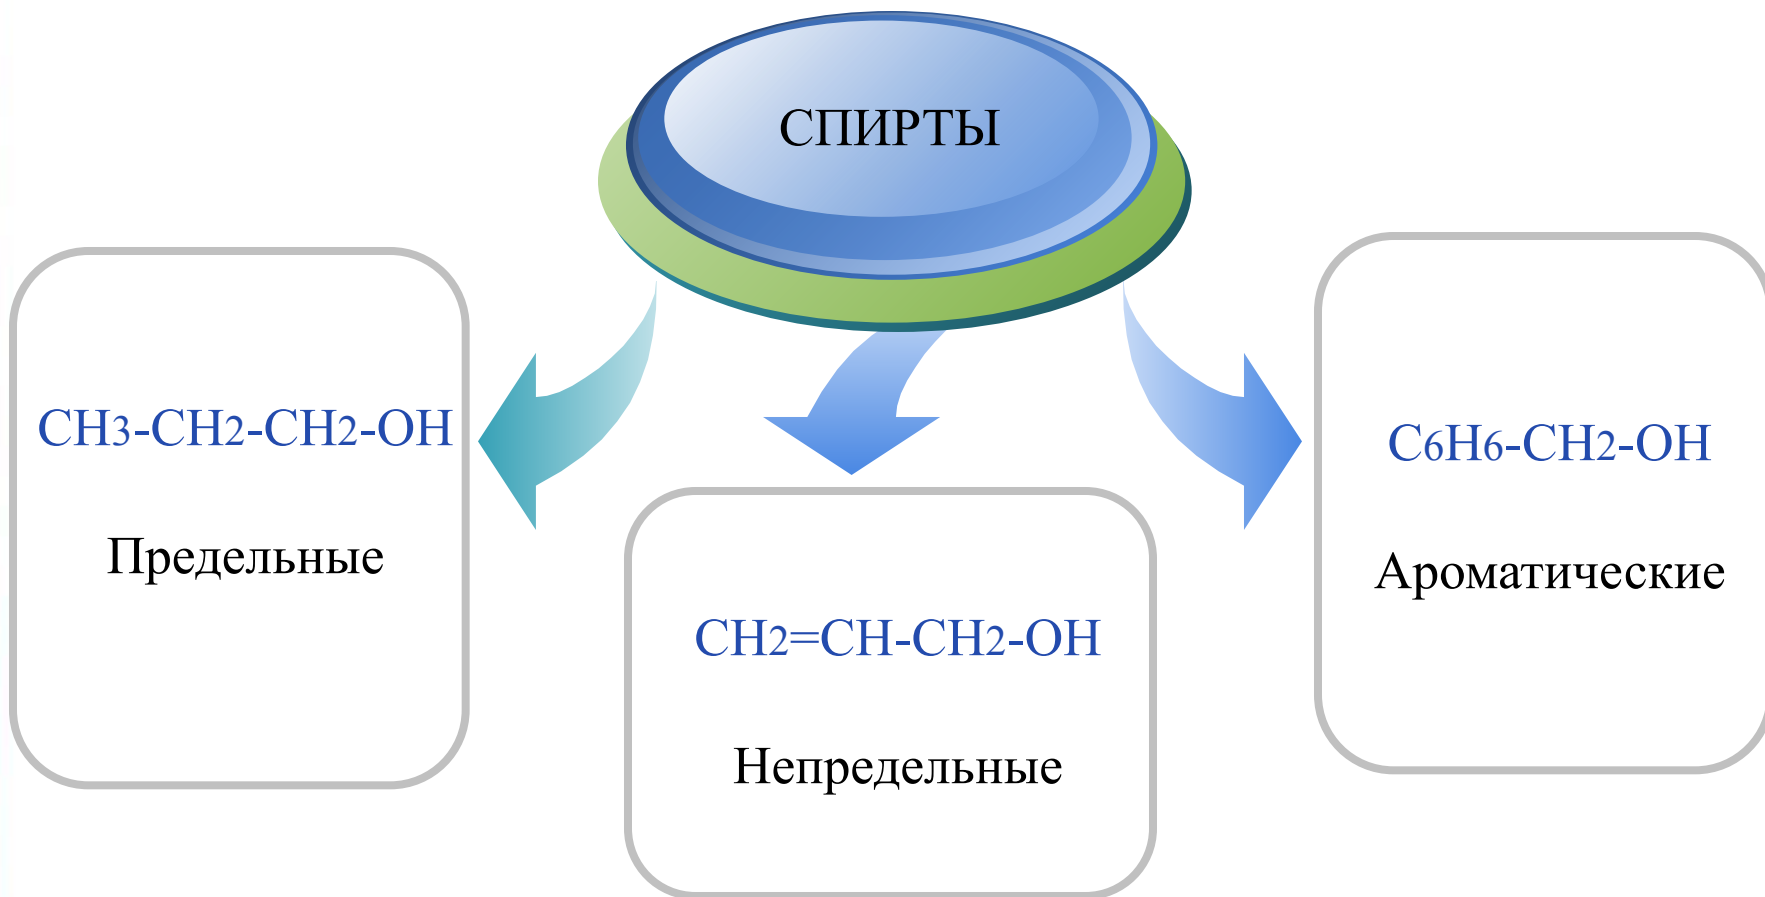 СПИРТЫ
CH3-CH2-CH2-OH
Предельные
CH2=CH-CH2-OH
Непредельные
C6H6-CH2-OH
Ароматические